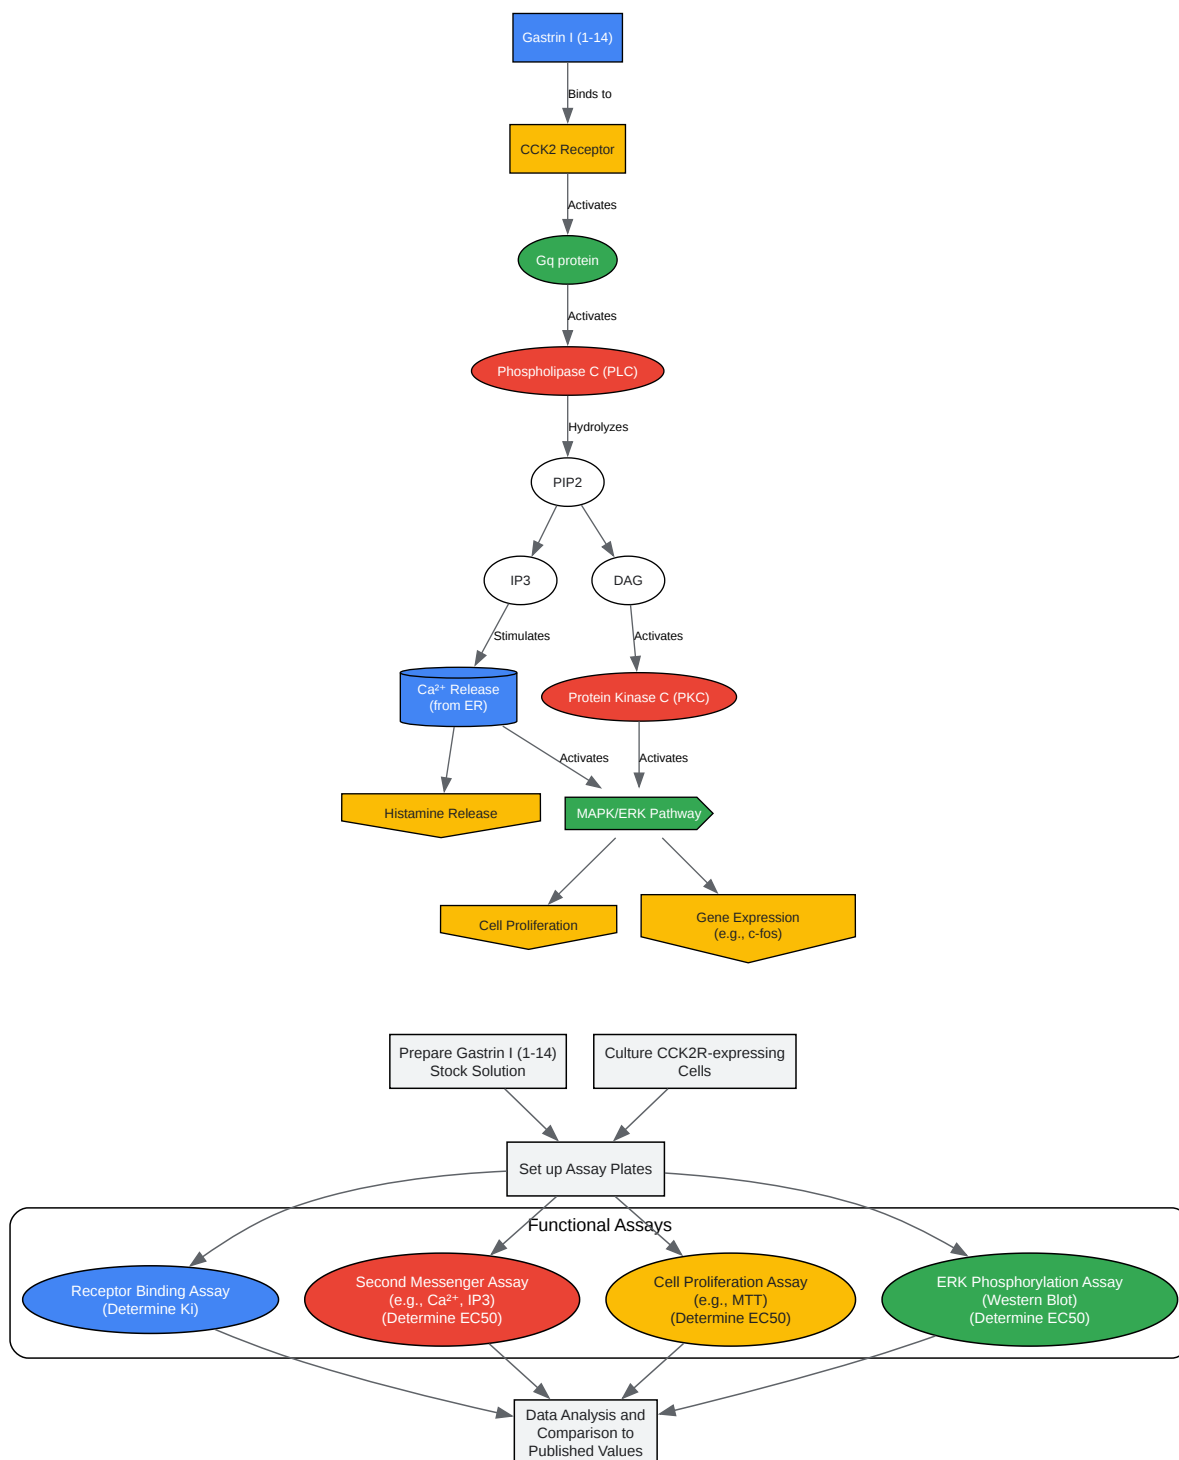 Gastrin I (1-14)
Binds to
CCK2 Receptor
Activates
Gq protein
Activates
Phospholipase C (PLC)
Hydrolyzes
PIP2
IP3
DAG
Stimulates
Activates
Ca²⁺ Release
(from ER)
Protein Kinase C (PKC)
Activates
Activates
Histamine Release
MAPK/ERK Pathway
Cell Proliferation
Gene Expression
(e.g., c-fos)
Prepare Gastrin I (1-14)
Stock Solution
Culture CCK2R-expressing
Cells
Set up Assay Plates
Functional Assays
Receptor Binding Assay
(Determine Ki)
Second Messenger Assay
(e.g., Ca²⁺, IP3)
(Determine EC50)
Cell Proliferation Assay
(e.g., MTT)
(Determine EC50)
ERK Phosphorylation Assay
(Western Blot)
(Determine EC50)
Data Analysis and
Comparison to
Published Values